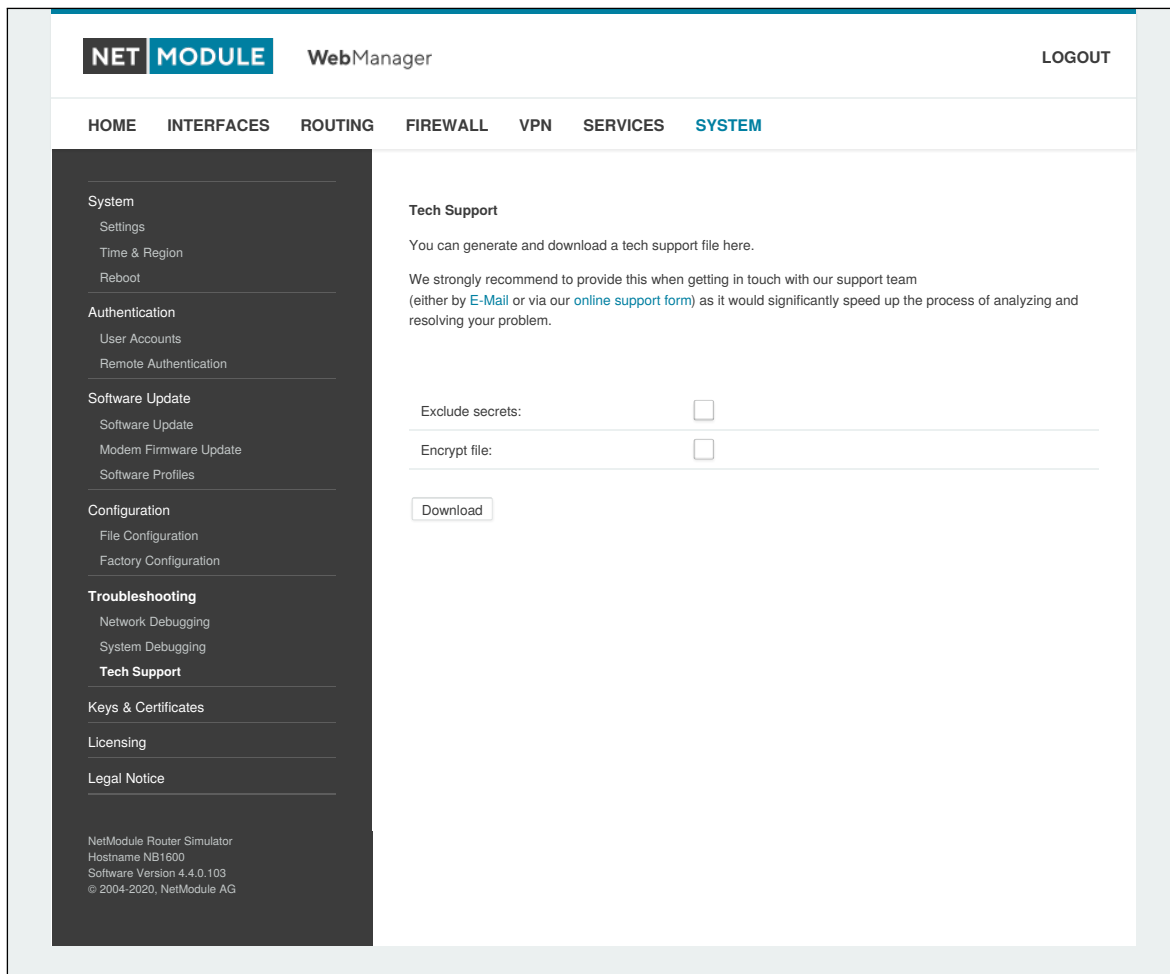 NET MODULE WebManager LOGOUT
HOME INTERFACES ROUTING FIREWALL VPN SERVICES SYSTEM
System
Settings
Time & Region
Reboot
Authentication
User Accounts
Remote Authentication
Software Update
Software Update
Modem Firmware Update
Software Profiles
Configuration
File Configuration
Factory Configuration
Troubleshooting
Network Debugging
System Debugging
Tech Support
Keys & Certificates
Licensing
Legal Notice
NetModule Router Simulator
Hostname NB1600
Software Version 4.4.0.103
© 2004-2020, NetModule AG
Tech Support
You can generate and download a tech support file here.
We strongly recommend to provide this when getting in touch with our support team
(either by E-Mail or via our online support form) as it would significantly speed up the process of analyzing and
resolving your problem.
Exclude secrets:
Encrypt file:
Download